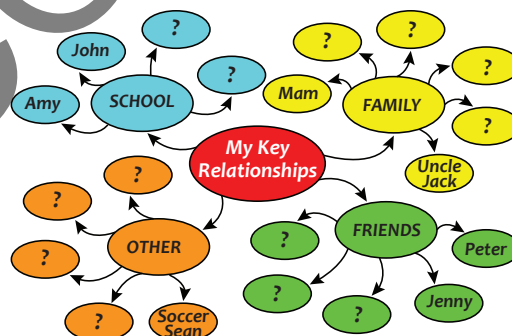 ?
John
?
Amy
SCHOOL
?
?
?
Mam
FAMILY
?
?
Uncle
Jack
My Key
Relationships
?
?
OTHER
?
?
Soccer
Sean
FRIENDS
?
Peter
?
?
Jenny